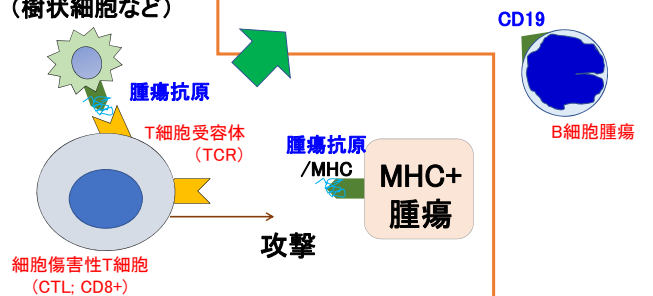 （樹状細胞など）
CD19
腫瘍抗原
T細胞受容体
（TCR）
B細胞腫瘍
腫瘍抗原
/MHC
MHC+
腫瘍
攻撃
細胞傷害性T細胞
（CTL; CD8+）